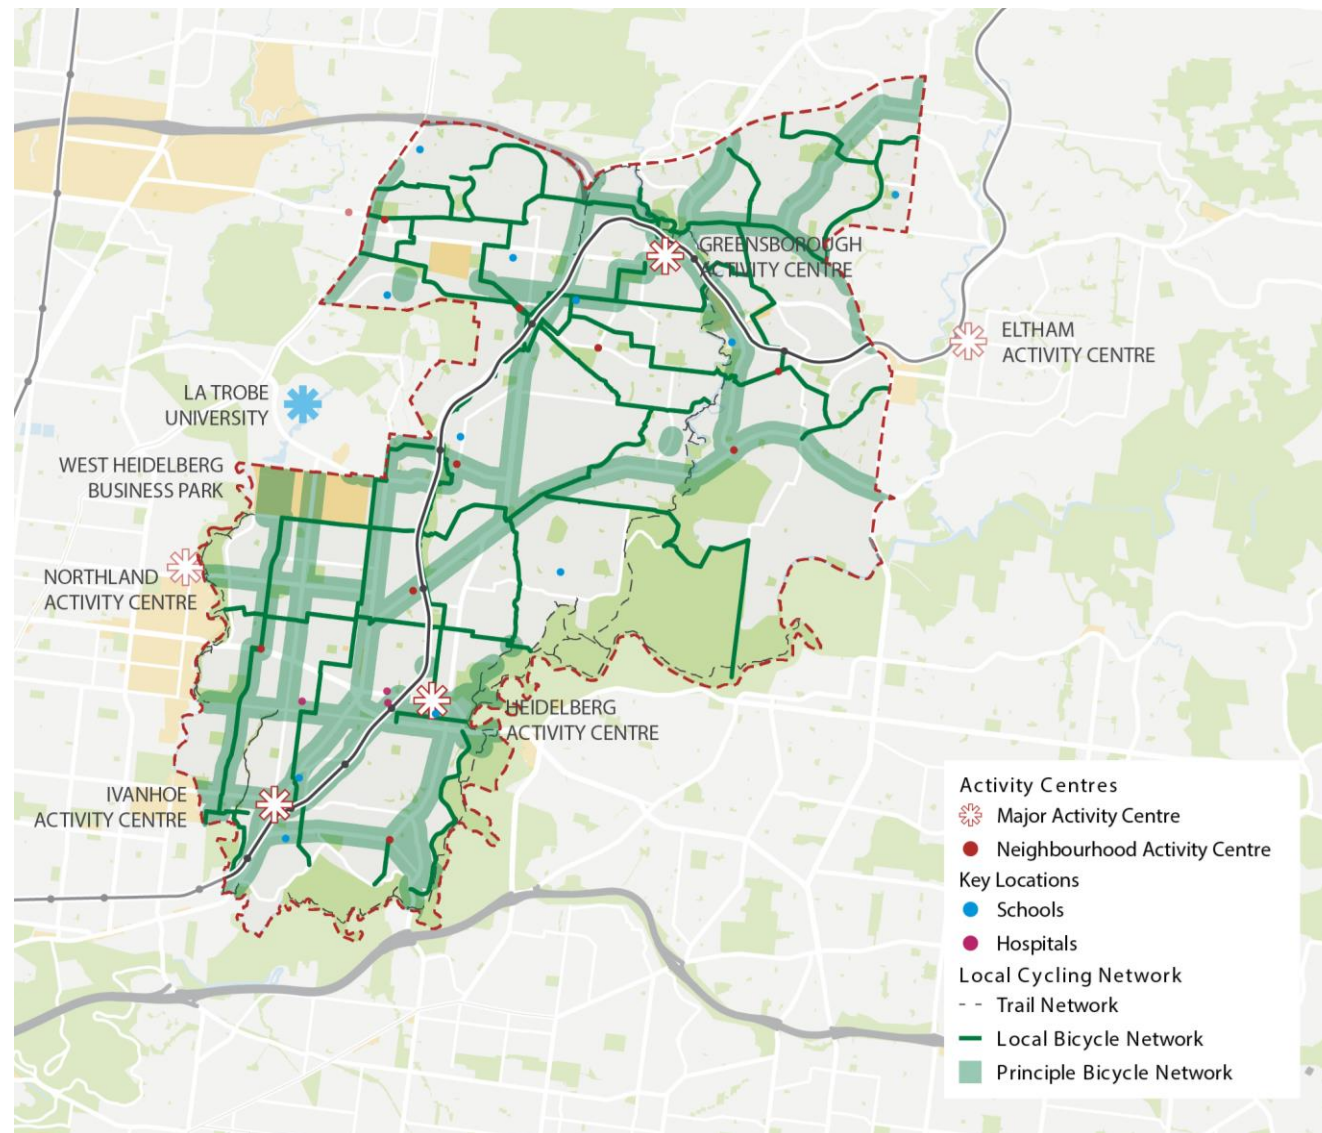 GREENSBOROUGH
ACTIVITY CENTRE
ELTHAM
ACTIVITY CENTRE
LA TROBE
UNIVERSITY
WEST HEIDELBERG
BUSINESS PARK
NORTHLAND
ACTIVITY CENTRE
HEIDELBERG
ACTIVITY CENTRE
IVANHOE
ACTIVITY CENTRE
Activity Centres
Major Activity Centre
Neighbourhood Activity Centre
Key Locations
Schools
Hospitals
Local Cycling Network
Trail Network
Local Bicycle Network
Principle Bicycle Network